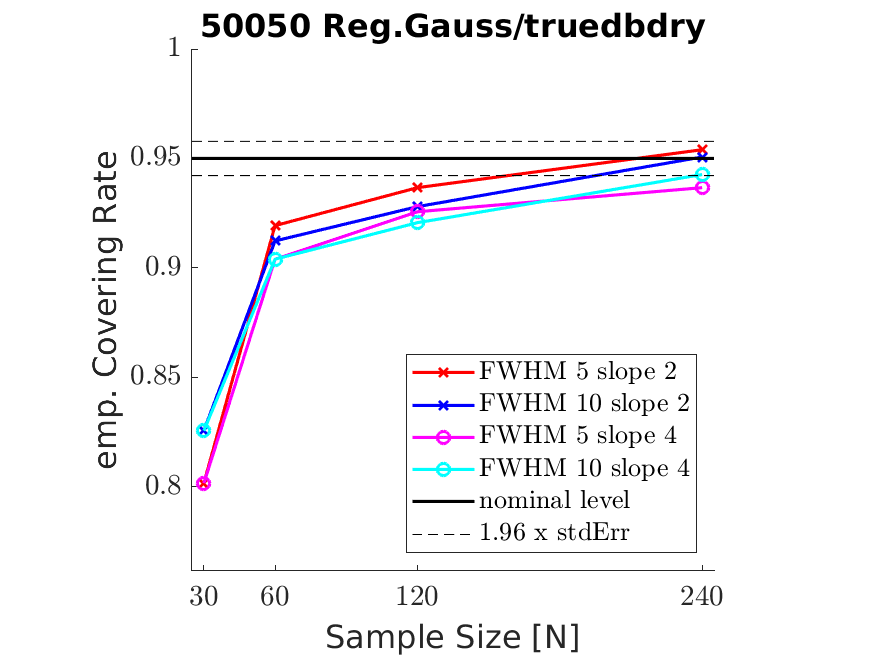 50050 Reg.Gauss/truedbdry
emp. Covering Rate
1
0.95
0.9
0.85
0.8
FWHM 5 slope 2
FWHM 10 slope 2
FWHM 5 slope 4
FWHM 10 slope 4
nominal level
1.96 x stdErr
30 60 120 240
Sample Size [N]